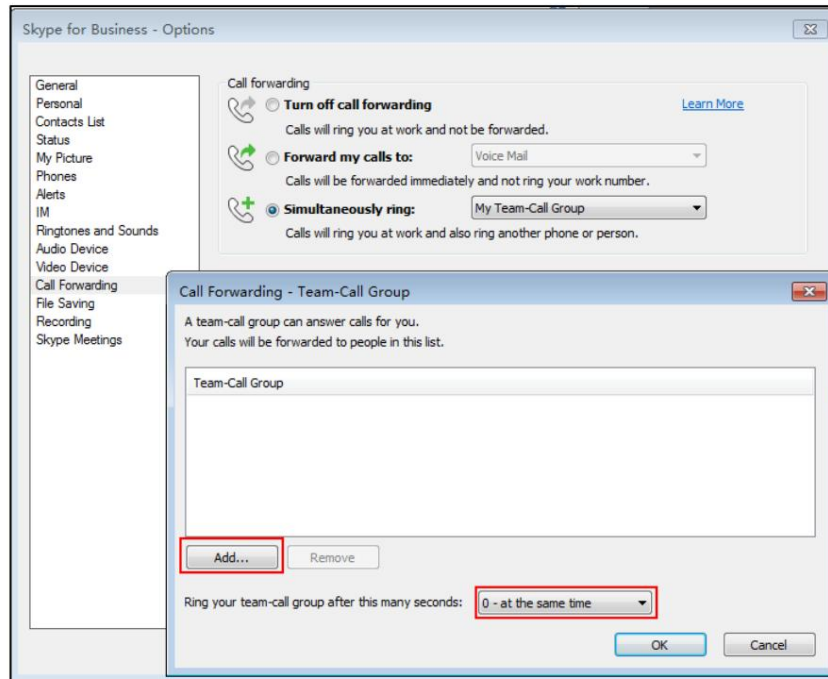 Skype for Business - Options
General
Personal
Contacts List
Status
My Picture
Phones
Alerts
IM
Ringtones and Sounds
Audio Device
Video Device
Call Forwarding
File Saving
Recording
Skype Meetings
Call forwarding
Turn off call forwarding
Learn More
Calls will ring you at work and not be forwarded.
Forward my calls to:
Voice Mail
Calls will be forwarded immediately and not ring your work number.
Simultaneously ring:
My Team-Call Group
Calls will ring you at work and also ring another phone or person.
Call Forwarding - Team-Call Group
A team-call group can answer calls for you.
Your calls will be forwarded to people in this list.
Team-Call Group
Add...
Remove
Ring your team-call group after this many seconds:
0 - at the same time
OK
Cancel